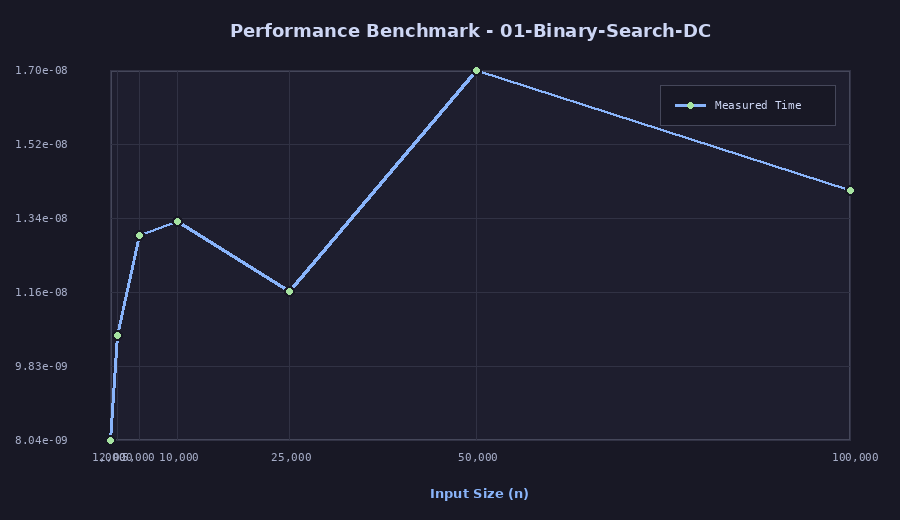 Performance Benchmark - 01-Binary-Search-DC
1.70e-08
Measured Time
1.52e-08
1.34e-08
1.16e-08
9.83e-09
8.04e-09
10,000 25,000 50,000 100,000
Input Size (n)